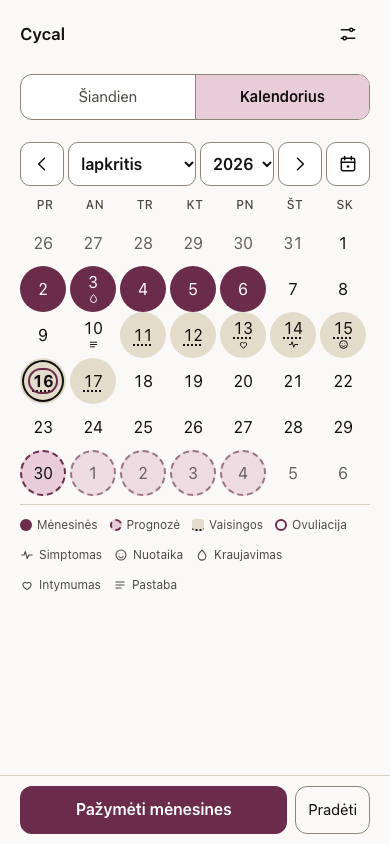 Cycal
Šiandien Kalendorius
lapkritis 2026
PR AN TR KT PN ŠT SK
26 27 28 29 30 31 1
2 3 4 5 6 7 8
9 10 11 12 13 14 15
16 17 18 19 20 21 22
23 24 25 26 27 28 29
30 1 2 3 4 5 6
Mėnesinės Prognozė Vaisingos Ovuliacija
Simptomas Nuotaika Kraujavimas
Intymumas Pastaba
Pažymėti mėnesines Pradėti